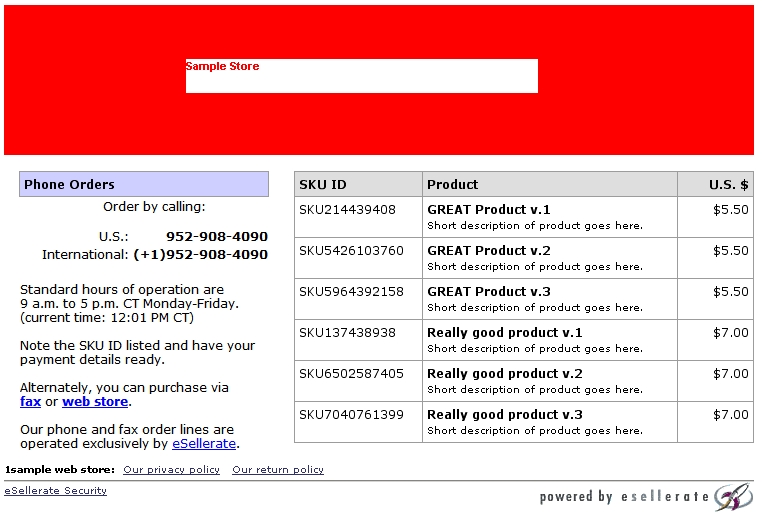 Sample Store
Phone Orders
Order by calling:
U.S.: 952-908-4090
International: (+1)952-908-4090
Standard hours of operation are
9 a.m. to 5 p.m. CT Monday-Friday.
(current time: 12:01 PM CT)
Note the SKU ID listed and have your
payment details ready.
Alternately, you can purchase via
fax or web store.
Our phone and fax order lines are
operated exclusively by eSellerate.
SKU ID Product U.S. $
SKU214439408 GREAT Product v.1 $5.50
Short description of product goes here.
SKU5426103760 GREAT Product v.2 $5.50
Short description of product goes here.
SKU5964392158 GREAT Product v.3 $5.50
Short description of product goes here.
SKU137438938 Really good product v.1 $7.00
Short description of product goes here.
SKU6502587405 Really good product v.2 $7.00
Short description of product goes here.
SKU7040761399 Really good product v.3 $7.00
Short description of product goes here.
1sample web store: Our privacy policy Our return policy
eSellerate Security
powered by esellerate